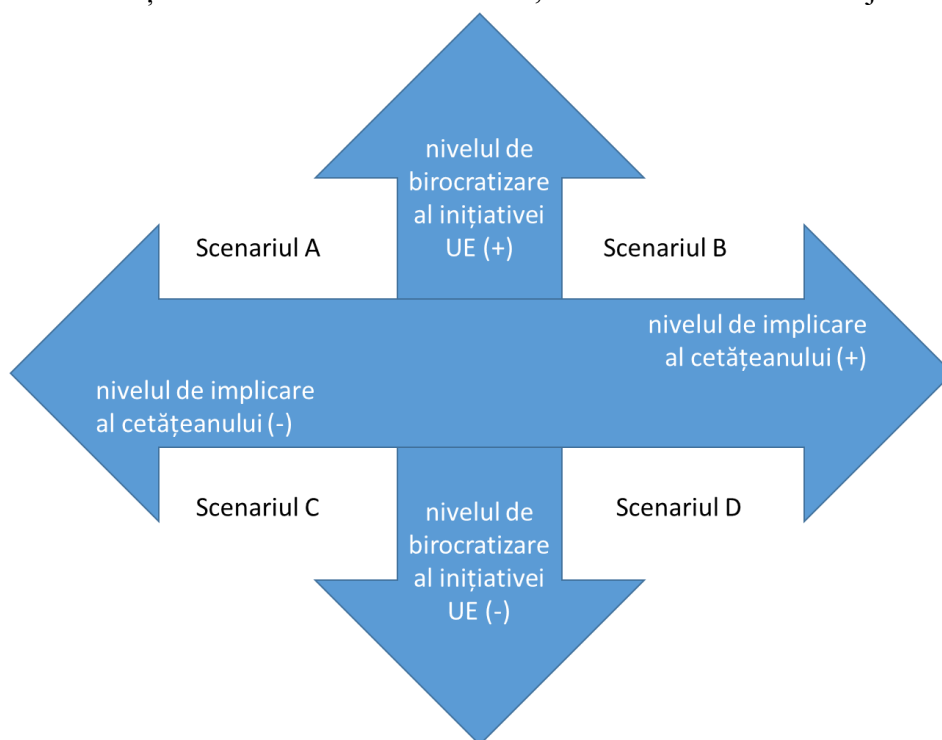 nivelul de
birocratizare
al inițiativei
UE (+)
Scenariul A
Scenariul B
nivelul de implicare
al cetățeanului (+)
nivelul de implicare
al cetățeanului (-)
Scenariul C
Scenariul D
nivelul de
birocratizare
al inițiativei
UE (-)